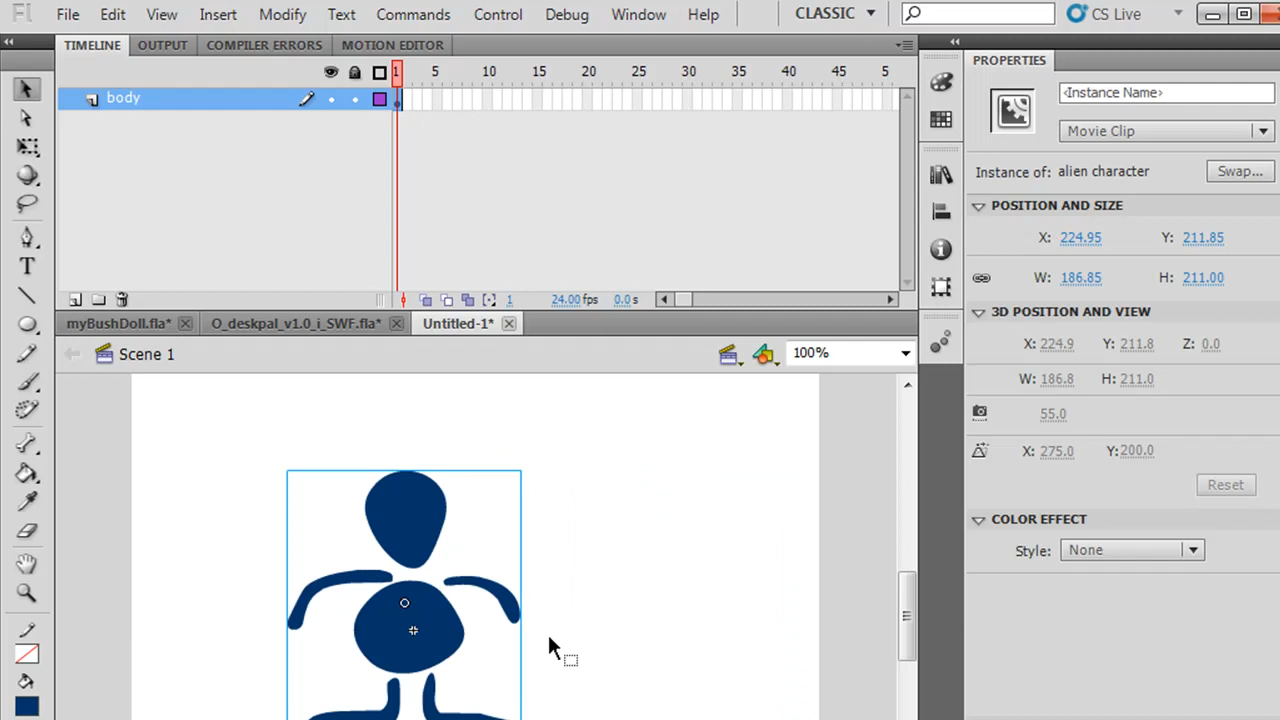 Fl File Edit View Insert Modify Text Commands Control Debug Window Help CLASSIC CS Live
TIMELINE OUTPUT COMPILER ERRORS MOTION EDITOR
1 5 10 15 20 25 30 35 40 45 5
body
1 24.00 fps 0.0 s
myBushDoll.fla* O_deskpal_v1.0_i_SWF.fla* Untitled-1*
Scene 1 100%
T
PROPERTIES
<Instance Name>
Movie Clip
Instance of: alien character Swap...
POSITION AND SIZE
X: 224.95 Y: 211.85
W: 186.85 H: 211.00
3D POSITION AND VIEW
X: 224.9 Y: 211.8 Z: 0.0
W: 186.8 H: 211.0
55.0
X: 275.0 Y: 200.0
Reset
COLOR EFFECT
Style: None